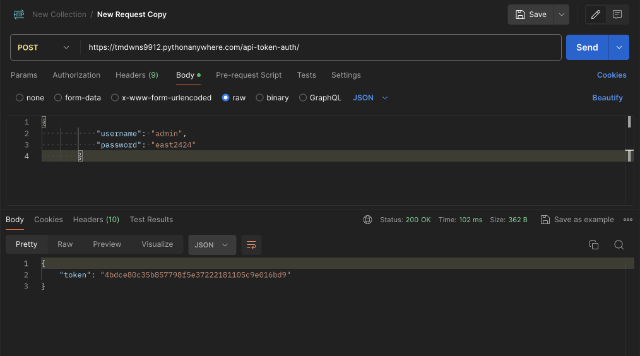 New Collection / New Request Copy
Save
POST https://tmdwns9912.pythonanywhere.com/api-token-auth/ Send
Params Authorization Headers (9) Body Pre-request Script Tests Settings Cookies
none form-data x-www-form-urlencoded raw binary GraphQL JSON Beautify
1 {
2 "username": "admin",
3 "password": "east2424"
4 }
Body Cookies Headers (10) Test Results Status: 200 OK Time: 102 ms Size: 362 B Save as example
Pretty Raw Preview Visualize JSON
1 {
2 "token": "4bdce80c35b857798f5e37222181105c9e016bd9"
3 }